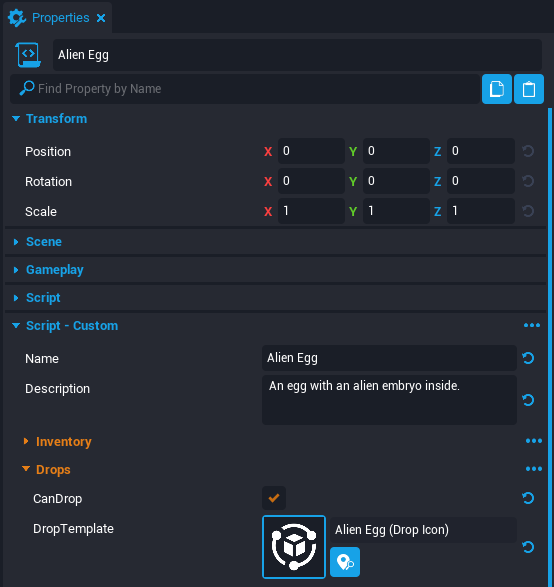 Properties
Alien Egg
Find Property by Name
Transform
Position X 0 Y 0 Z 0
Rotation X 0 Y 0 Z 0
Scale X 1 Y 1 Z 1
Scene
Gameplay
Script
Script - Custom
Name Alien Egg
Description An egg with an alien embryo inside.
Inventory
Drops
CanDrop
DropTemplate Alien Egg (Drop Icon)